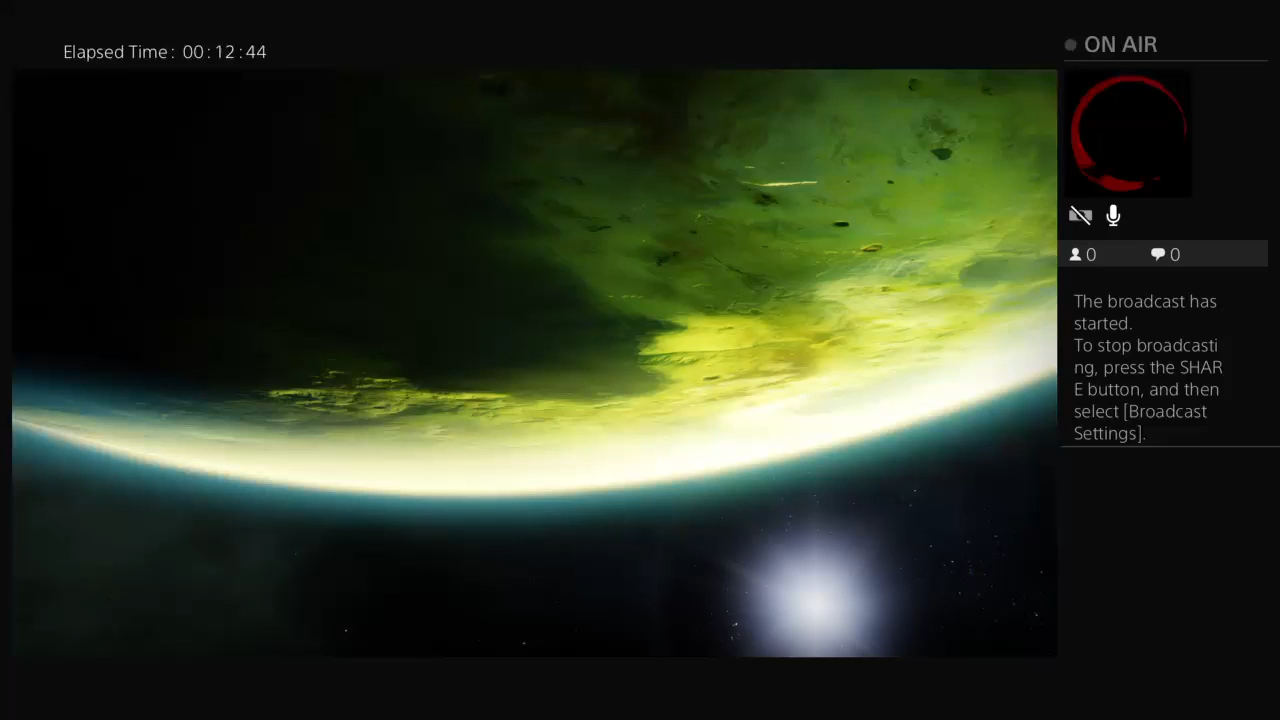 Elapsed Time: 00:12:44
ON AIR
0 0
The broadcast has
started.
To stop broadcasti
ng, press the SHAR
E button, and then
select [Broadcast
Settings].